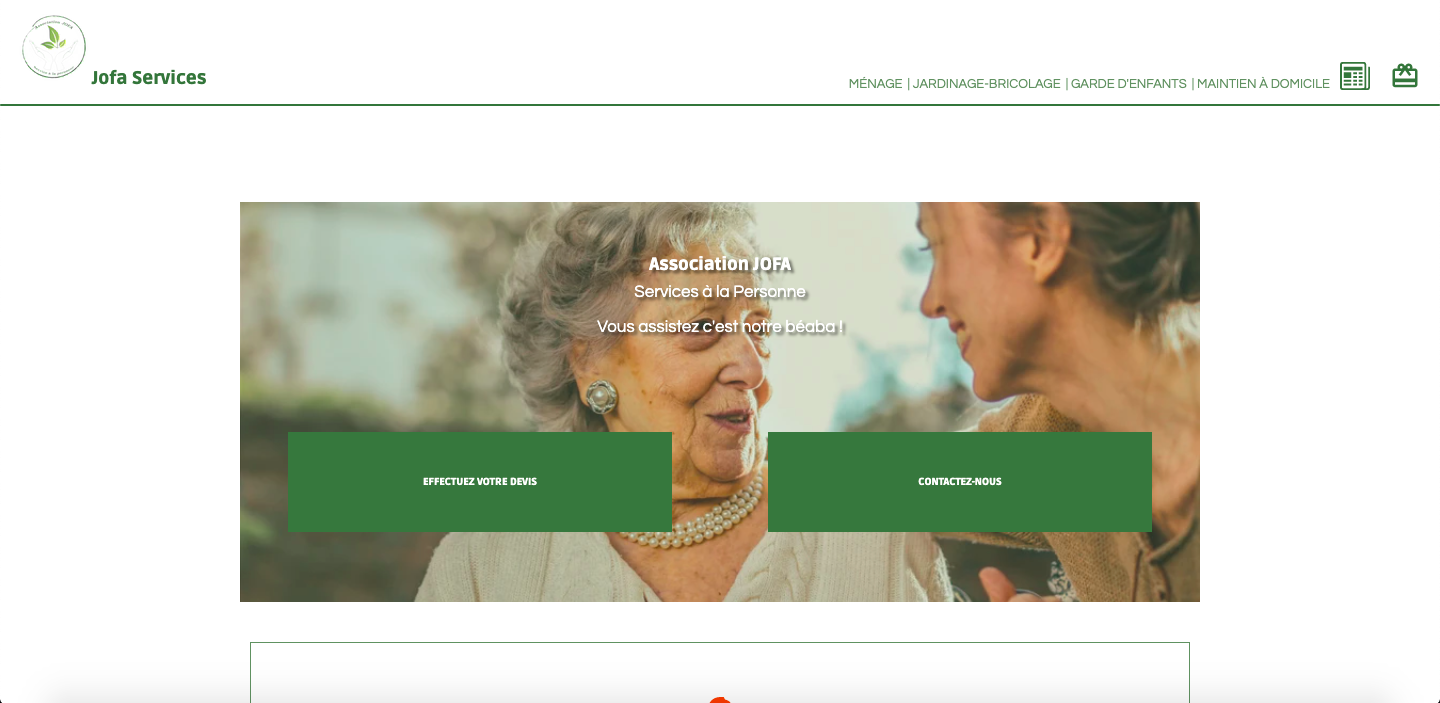 Association JOFA
Jofa Services
MÉNAGE | JARDINAGE-BRICOLAGE | GARDE D'ENFANTS | MAINTIEN À DOMICILE
Association JOFA
Services à la Personne
Vous assistez c'est notre béaba !
EFFECTUEZ VOTRE DEVIS
CONTACTEZ-NOUS